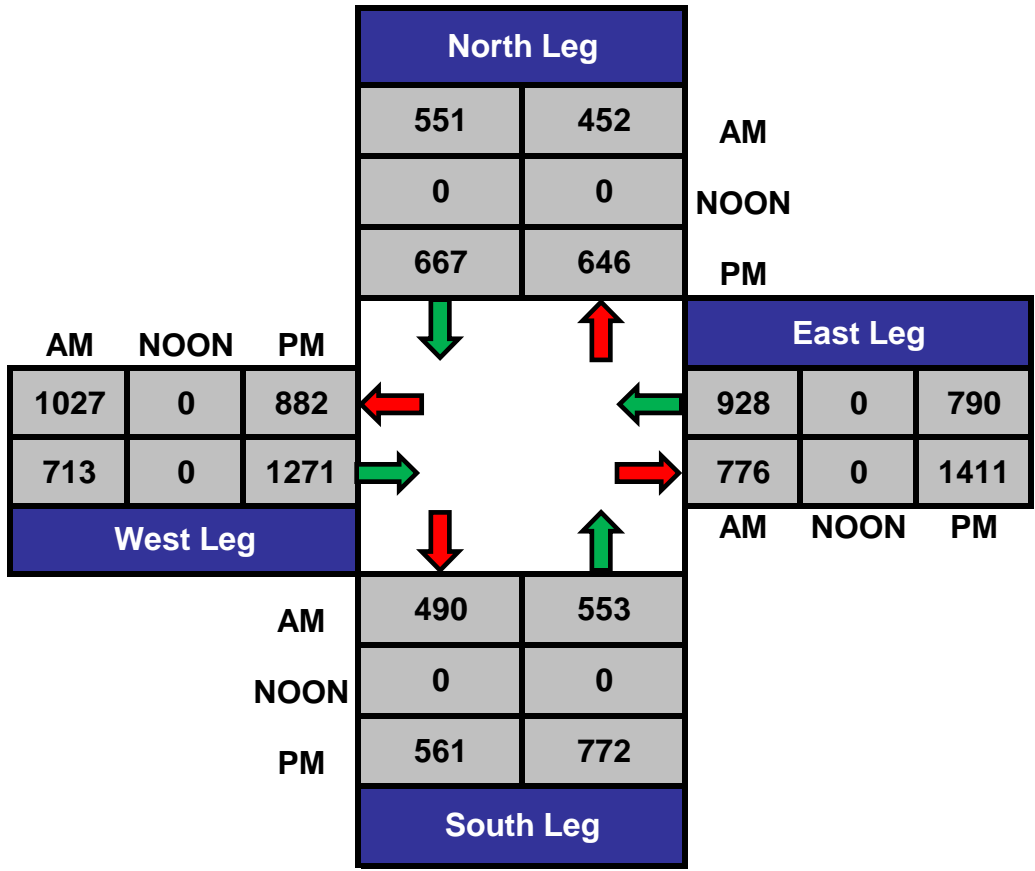 North Leg
551 452 AM
0 0 NOON
667 646 PM
AM NOON PM
East Leg
1027 0 882
928 0 790
713 0 1271
776 0 1411
West Leg
AM NOON PM
AM 490 553
NOON 0 0
PM 561 772
South Leg